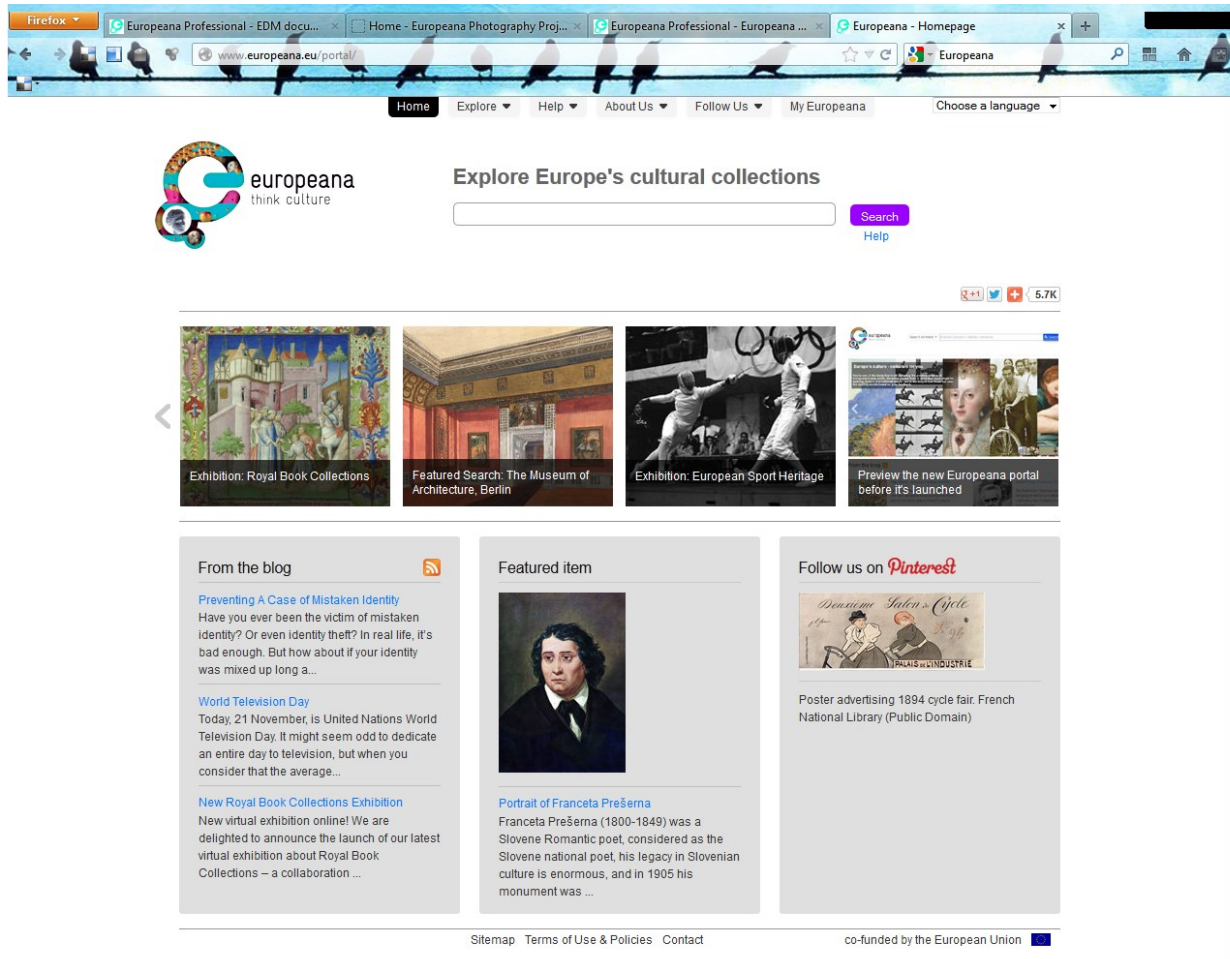 Firefox
Europeana Professional - EDM docu...
Home - Europeana Photography Proj...
Europeana Professional - Europeana ...
Europeana - Homepage
www.europeana.eu/portal/
Europeana
Home
Explore
Help
About Us
Follow Us
My Europeana
Choose a language
europeana
think culture
Explore Europe's cultural collections
Search
Help
+1
5.7K
Exhibition: Royal Book Collections
Featured Search: The Museum of
Architecture, Berlin
Exhibition: European Sport Heritage
Preview the new Europeana portal
before it's launched
From the blog
Preventing A Case of Mistaken Identity
Have you ever been the victim of mistaken
identity? Or even identity theft? In real life, it's
bad enough. But how about if your identity
was mixed up long a...
World Television Day
Today, 21 November, is United Nations World
Television Day. It might seem odd to dedicate
an entire day to television, but when you
consider that the average...
New Royal Book Collections Exhibition
New virtual exhibition online! We are
delighted to announce the launch of our latest
virtual exhibition about Royal Book
Collections – a collaboration ...
Featured item
Portrait of Franceta Prešerna
Franceta Prešerna (1800-1849) was a
Slovene Romantic poet, considered as the
Slovene national poet, his legacy in Slovenian
culture is enormous, and in 1905 his
monument was ...
Follow us on Pinterest
Deuxième Salon du Cycle
PALAIS DE L'INDUSTRIE
Poster advertising 1894 cycle fair. French
National Library (Public Domain)
Sitemap Terms of Use & Policies Contact
co-funded by the European Union